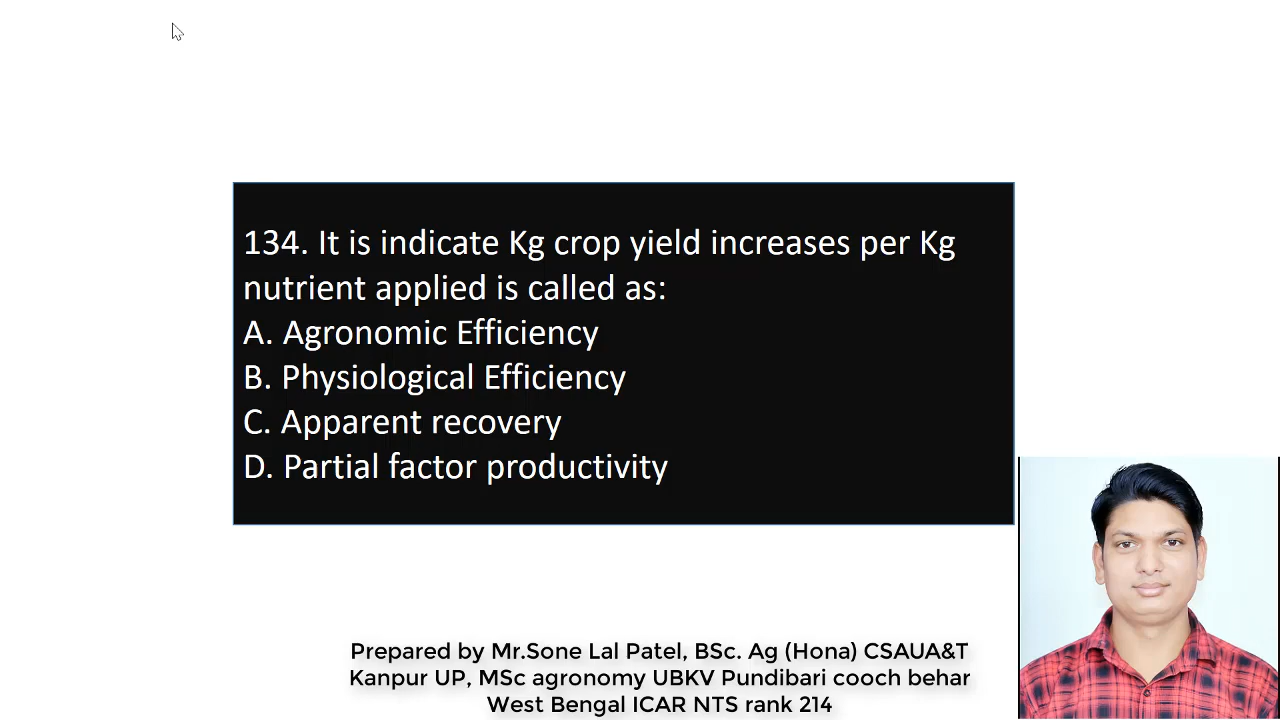 134. It is indicate Kg crop yield increases per Kg
nutrient applied is called as:
A. Agronomic Efficiency
B. Physiological Efficiency
C. Apparent recovery
D. Partial factor productivity
Prepared by Mr.Sone Lal Patel, BSc. Ag (Hona) CSAUA&T
Kanpur UP, MSc agronomy UBKV Pundibari cooch behar
West Bengal ICAR NTS rank 214